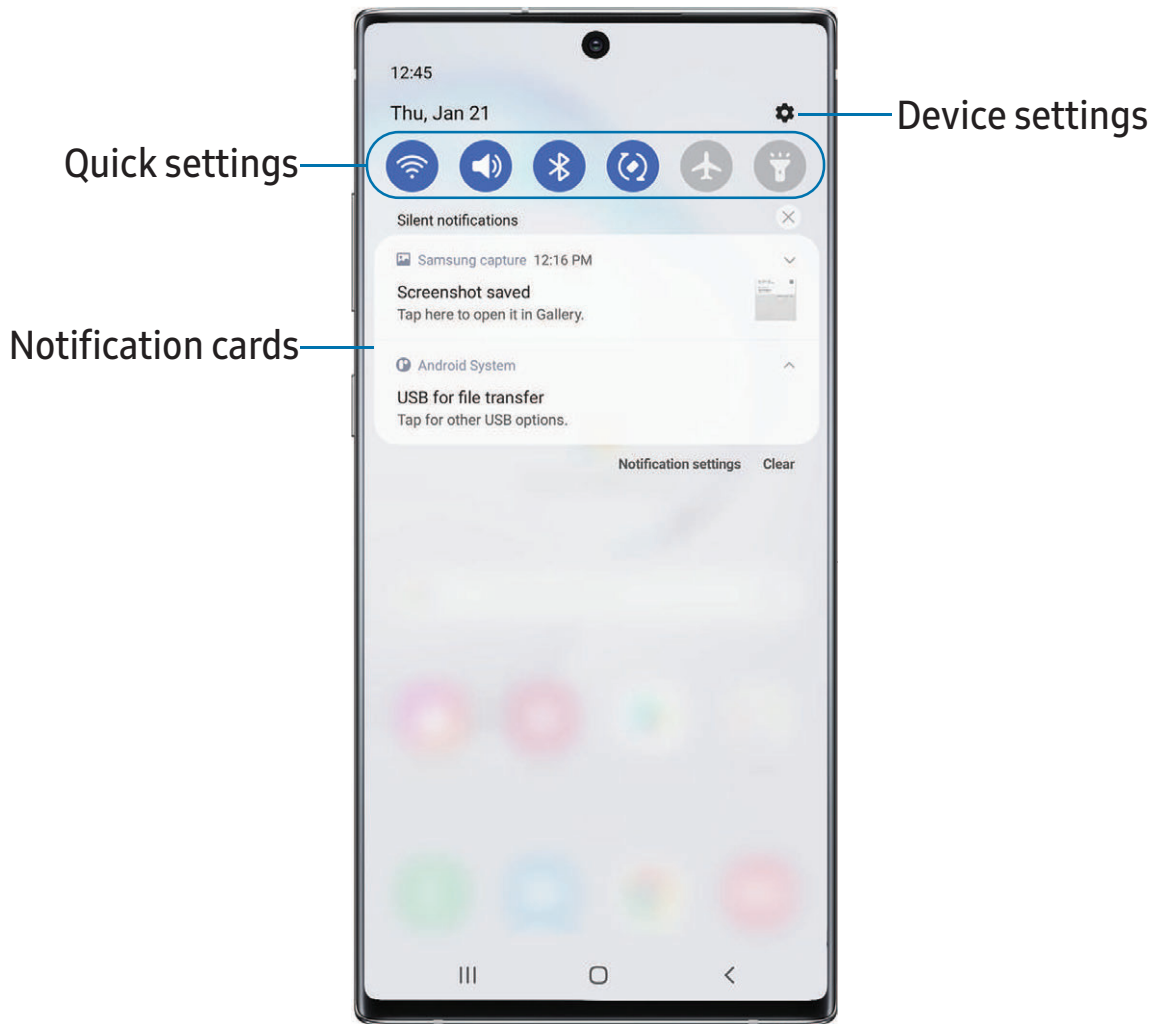 12:45
Thu, Jan 21
Device settings
Quick settings
Silent notifications
Samsung capture 12:16 PM
Screenshot saved
Tap here to open it in Gallery.
Notification cards
Android System
USB for file transfer
Tap for other USB options.
Notification settings Clear